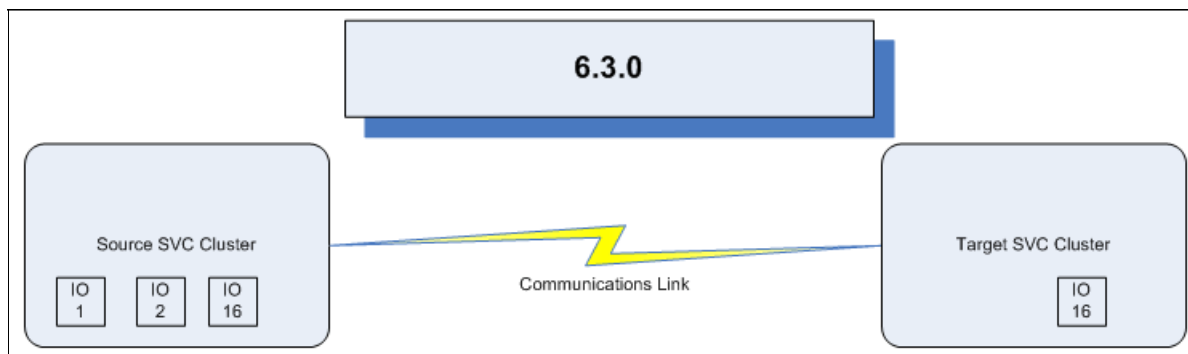 6.3.0
Source SVC Cluster
IO
1
IO
2
IO
16
Communications Link
Target SVC Cluster
IO
16